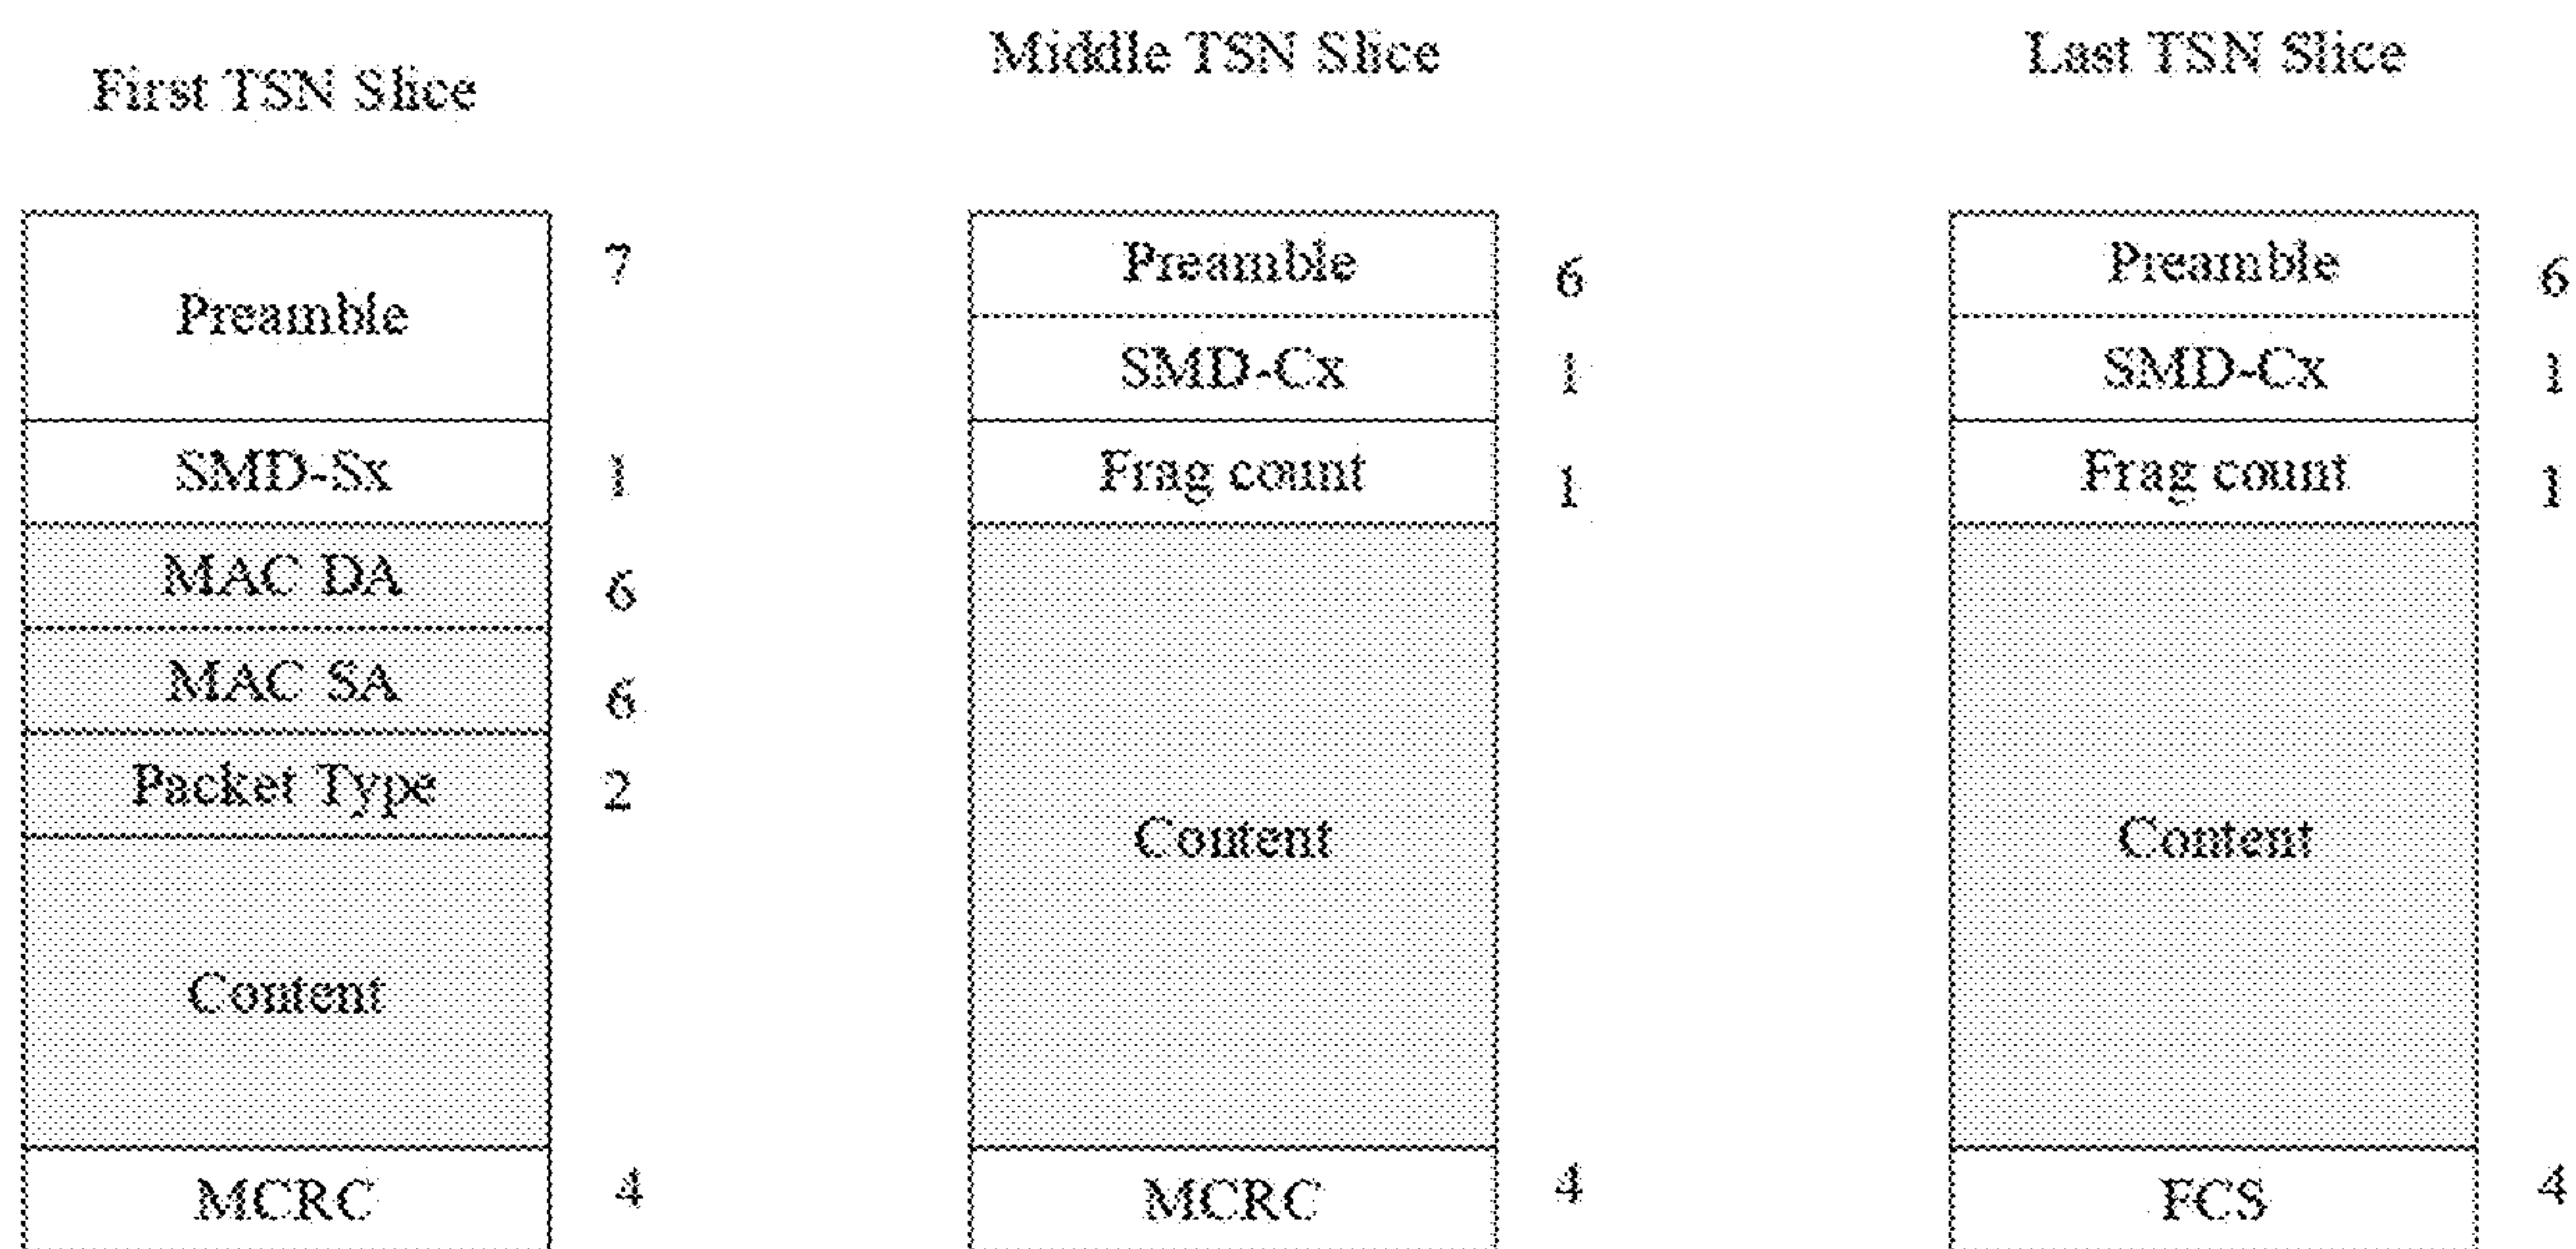 First TSN Slice
Preamble 7
SMD-Sx 1
MAC DA 6
MAC SA 6
Packet Type 2
Content
MCRC 4
Middle TSN Slice
Preamble 6
SMD-Cx 1
Frag count 1
Content
MCRC 4
Last TSN Slice
Preamble 6
SMD-Cx 1
Frag count 1
Content
FCS 4